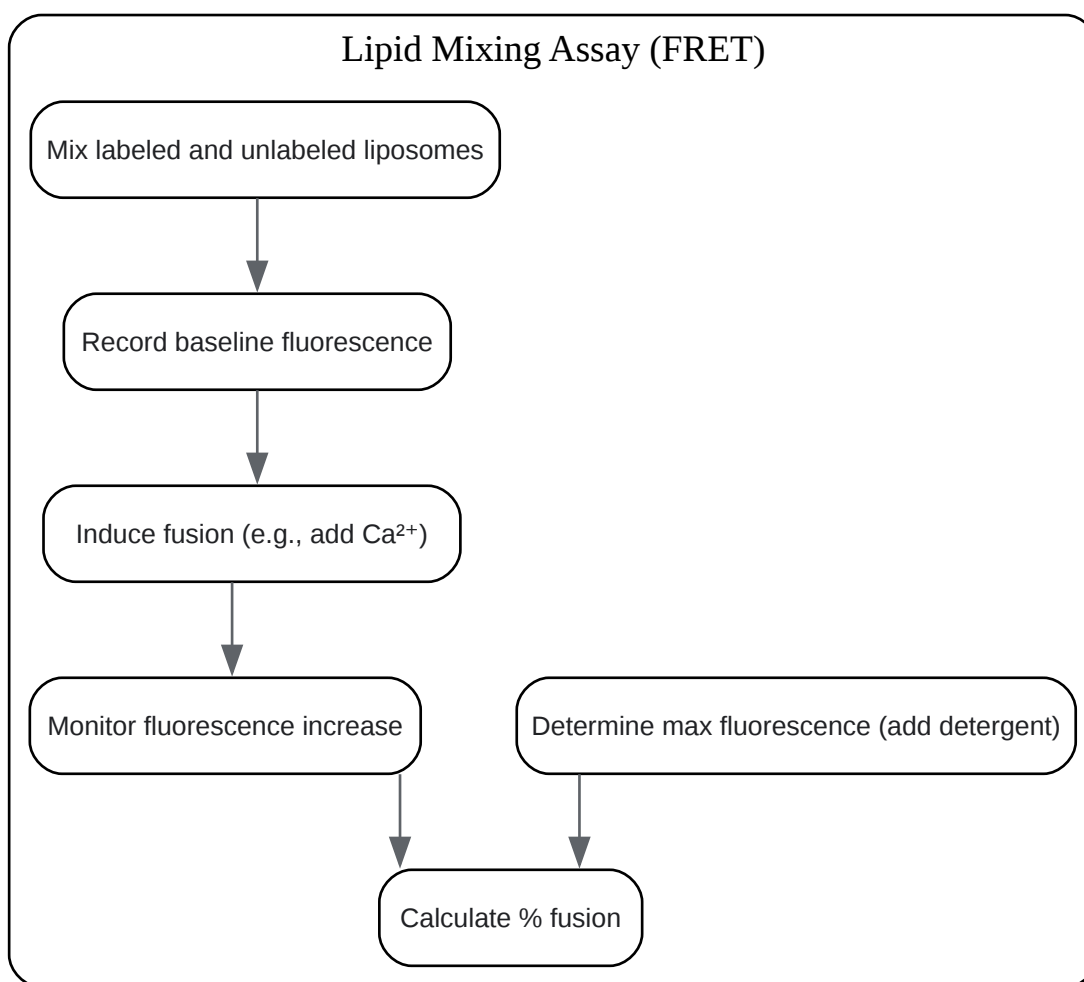 Lipid Mixing Assay (FRET)
Mix labeled and unlabeled liposomes
Record baseline fluorescence
Induce fusion (e.g., add Ca²⁺)
Monitor fluorescence increase
Determine max fluorescence (add detergent)
Calculate % fusion